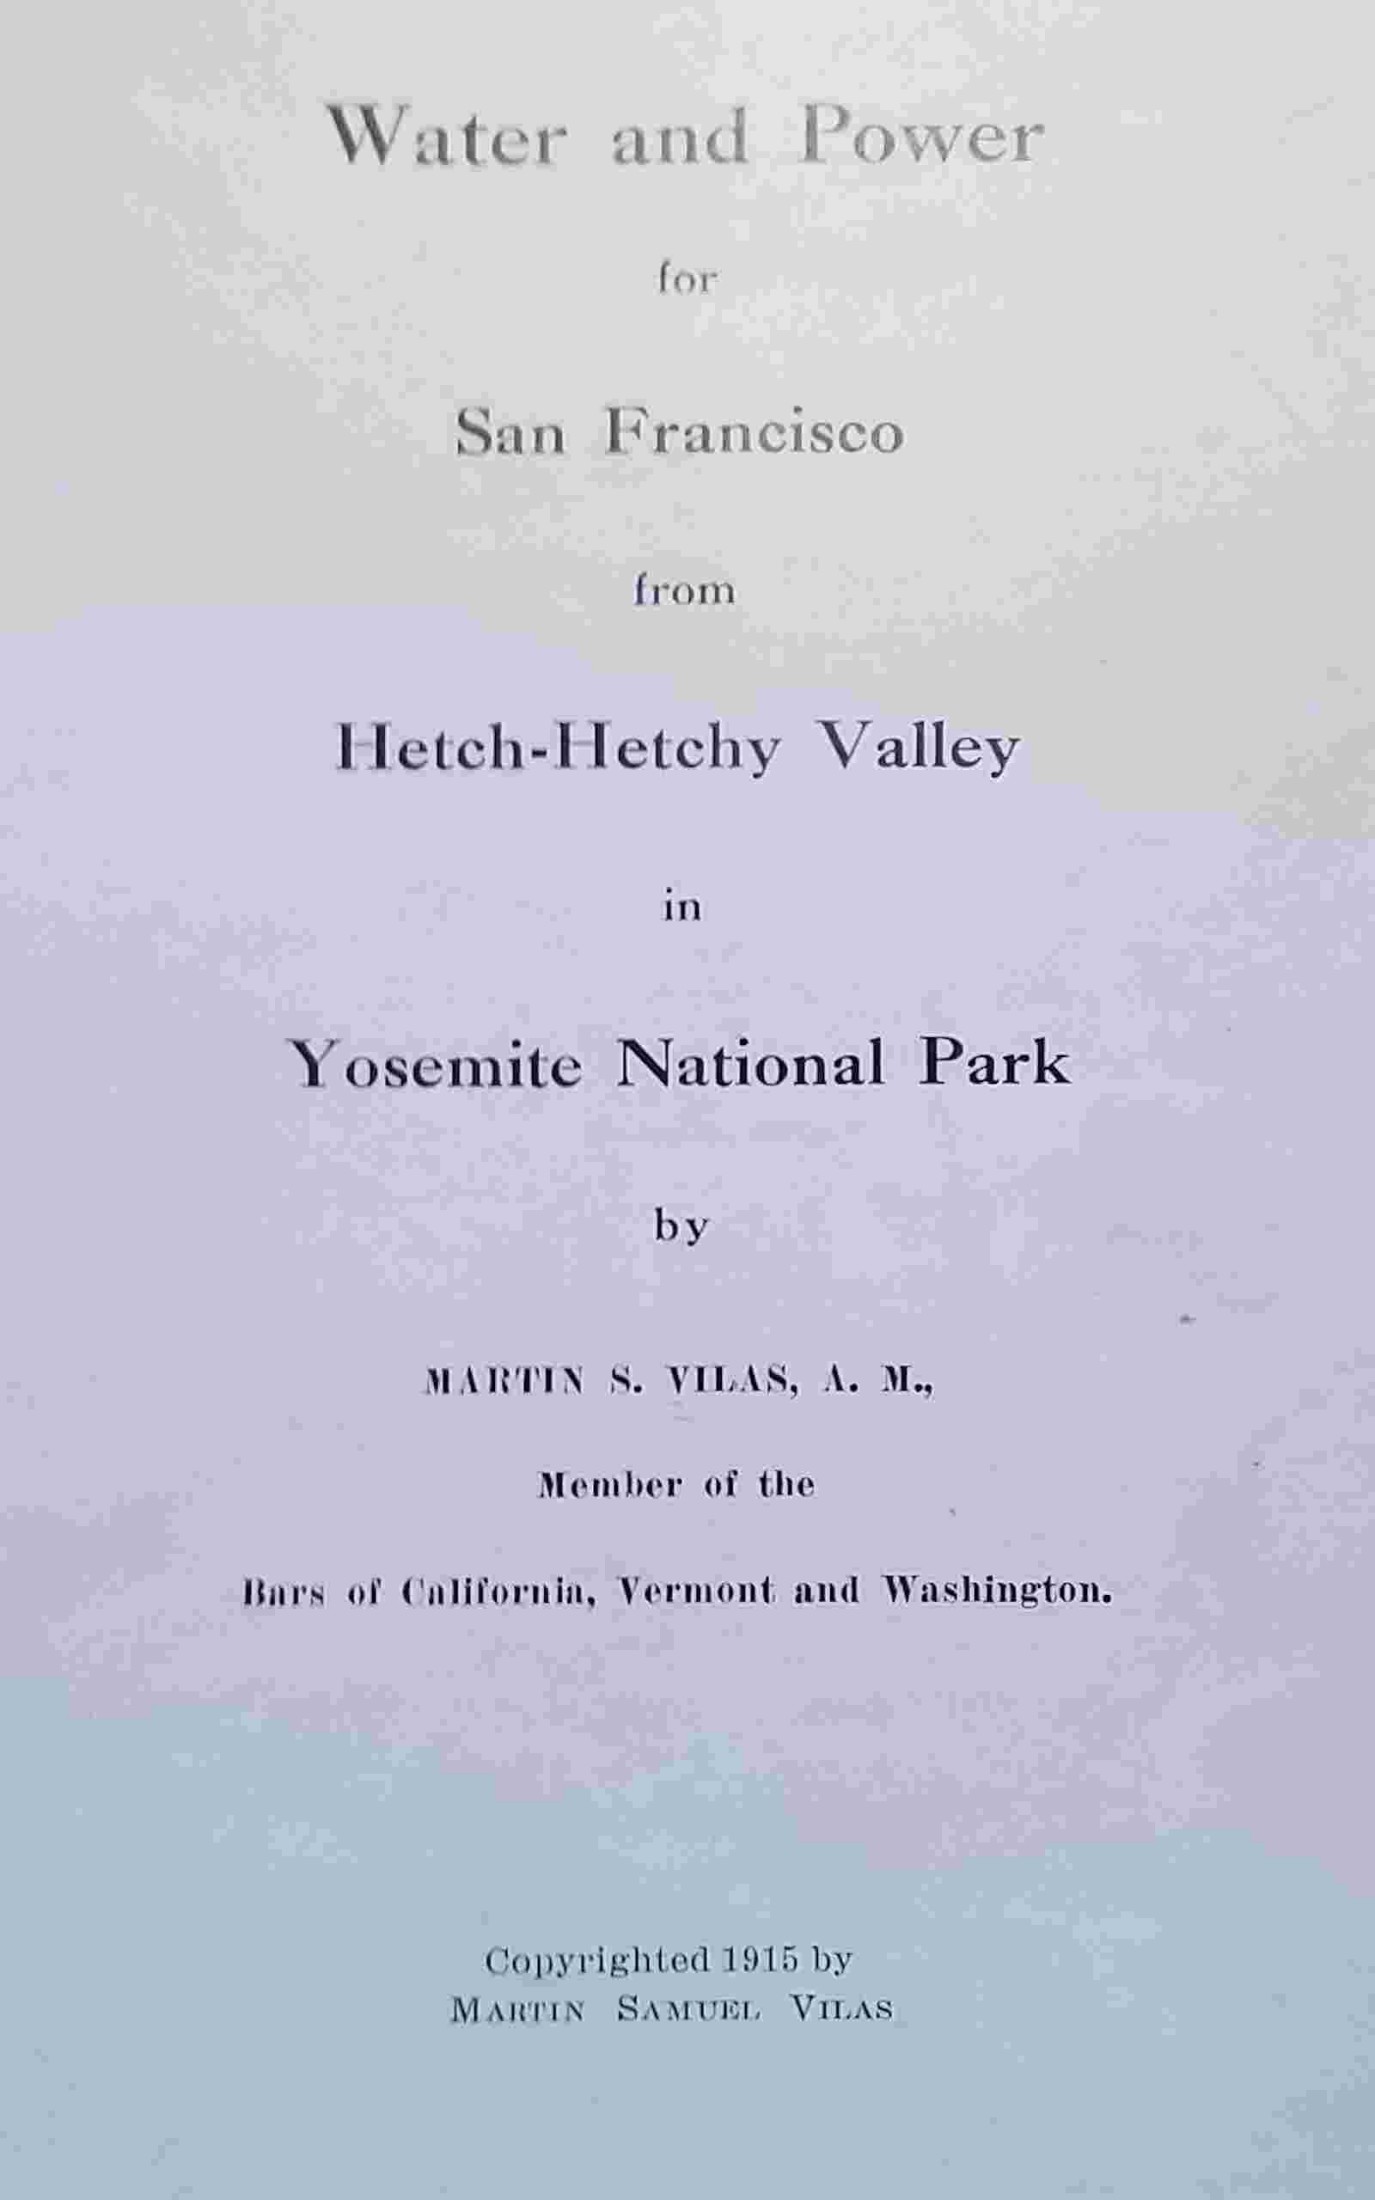 Water and Power
for
San Francisco
from
Hetch-Hetchy Valley
in
Yosemite National Park
by
MARTIN S. VILAS, A. M.,
Member of the
Bars of California, Vermont and Washington.
Copyrighted 1915 by
MARTIN SAMUEL VILAS